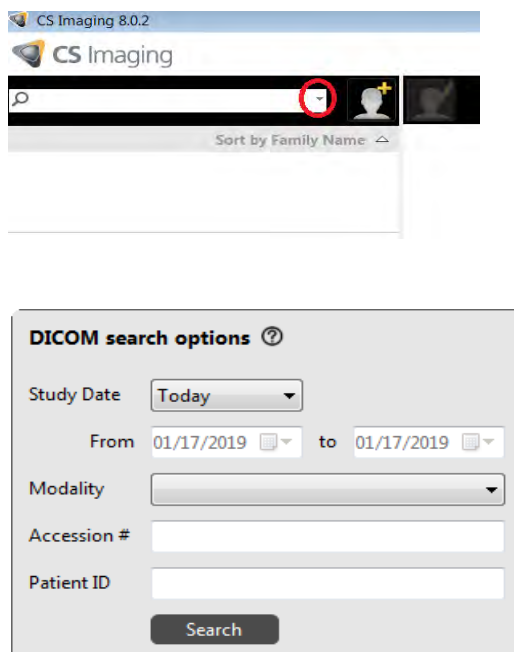 CS Imaging 8.0.2
CS Imaging
Sort by Family Name
DICOM search options ?
Study Date Today
From 01/17/2019 to 01/17/2019
Modality
Accession #
Patient ID
Search